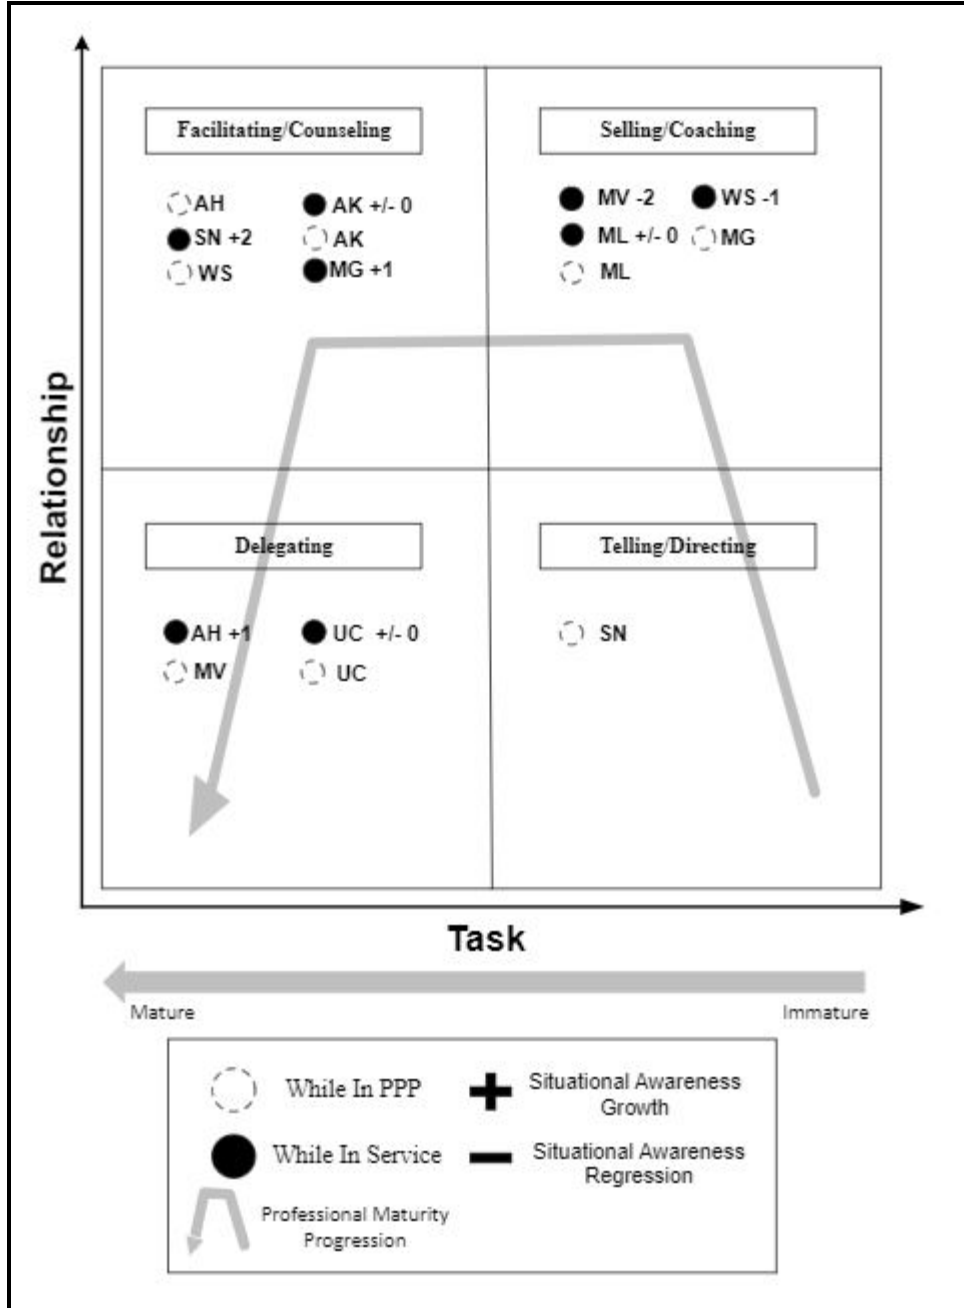 Facilitating/Counseling
Selling/Coaching
AH
AK +/- 0
SN +2
AK
WS
MG +1
MV -2
WS -1
ML +/- 0
MG
ML
Relationship
Delegating
Telling/Directing
AH +1
UC +/- 0
MV
UC
SN
Task
Mature
Immature
While In PPP
Situational Awareness
Growth
While In Service
Situational Awareness
Regression
Professional Maturity
Progression